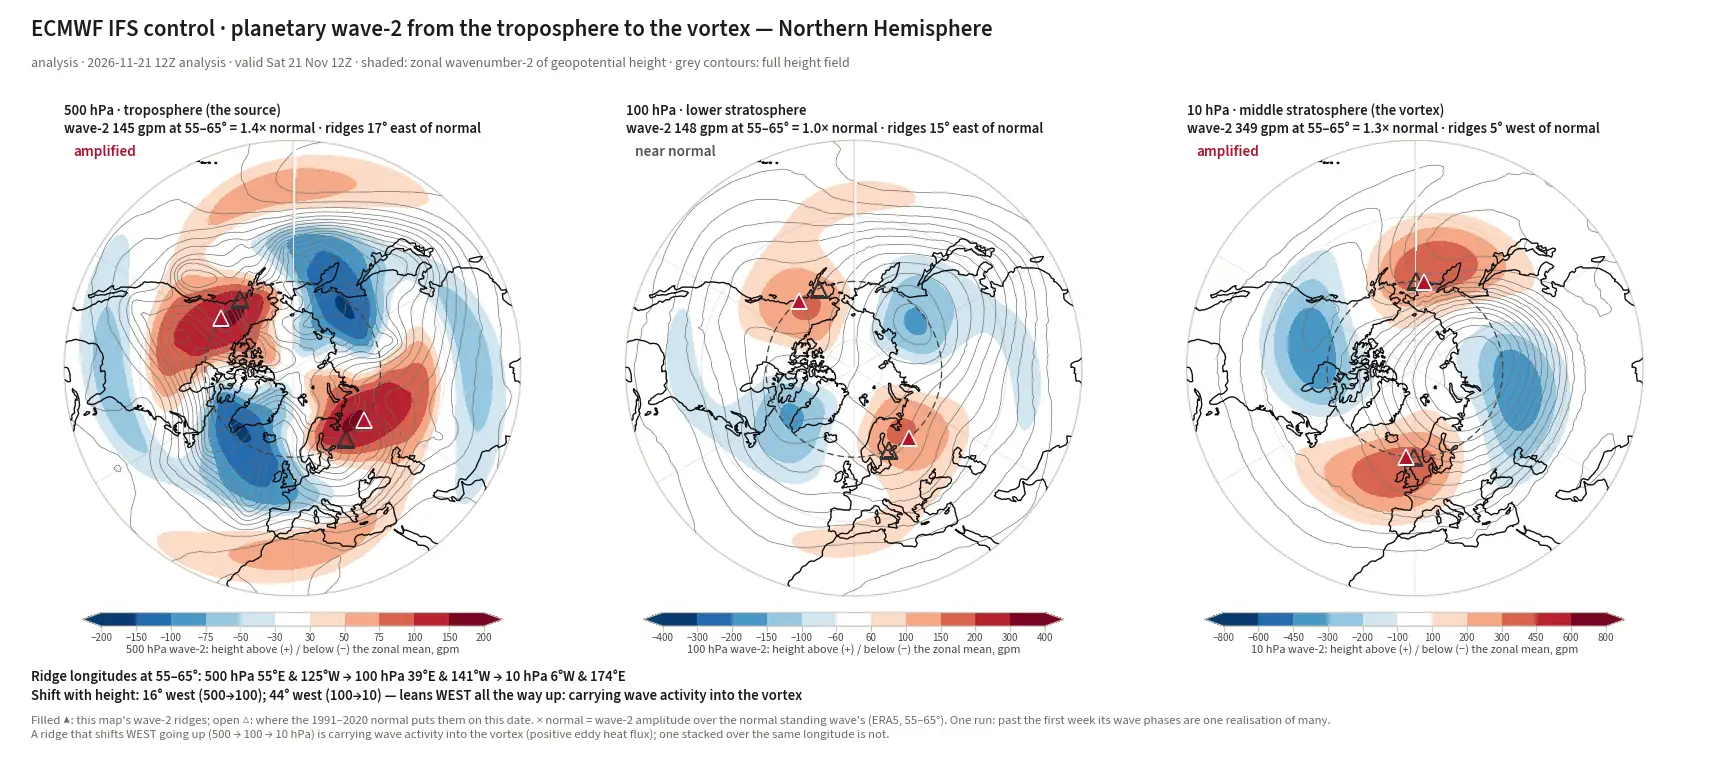 ECMWF IFS control · planetary wave-2 from the troposphere to the vortex — Northern Hemisphere
analysis · 2026-11-21 12Z analysis · valid Sat 21 Nov 12Z · shaded: zonal wavenumber-2 of geopotential height · grey contours: full height field
500 hPa · troposphere (the source)
wave-2 145 gpm at 55–65° = 1.4× normal · ridges 17° east of normal
amplified
100 hPa · lower stratosphere
wave-2 148 gpm at 55–65° = 1.0× normal · ridges 15° east of normal
near normal
10 hPa · middle stratosphere (the vortex)
wave-2 349 gpm at 55–65° = 1.3× normal · ridges 5° west of normal
amplified
−200 −150 −100 −75 −50 −30 30 50 75 100 150 200
500 hPa wave-2: height above (+) / below (−) the zonal mean, gpm
−400 −300 −200 −150 −100 −60 60 100 150 200 300 400
100 hPa wave-2: height above (+) / below (−) the zonal mean, gpm
−800 −600 −450 −300 −200 −100 100 200 300 450 600 800
10 hPa wave-2: height above (+) / below (−) the zonal mean, gpm
Ridge longitudes at 55–65°: 500 hPa 55°E & 125°W → 100 hPa 39°E & 141°W → 10 hPa 6°W & 174°E
Shift with height: 16° west (500→100); 44° west (100→10) — leans WEST all the way up: carrying wave activity into the vortex
Filled ▲: this map's wave-2 ridges; open △: where the 1991–2020 normal puts them on this date. × normal = wave-2 amplitude over the normal standing wave's (ERA5, 55–65°). One run: past the first week its wave phases are one realisation of many.
A ridge that shifts WEST going up (500 → 100 → 10 hPa) is carrying wave activity into the vortex (positive eddy heat flux); one stacked over the same longitude is not.